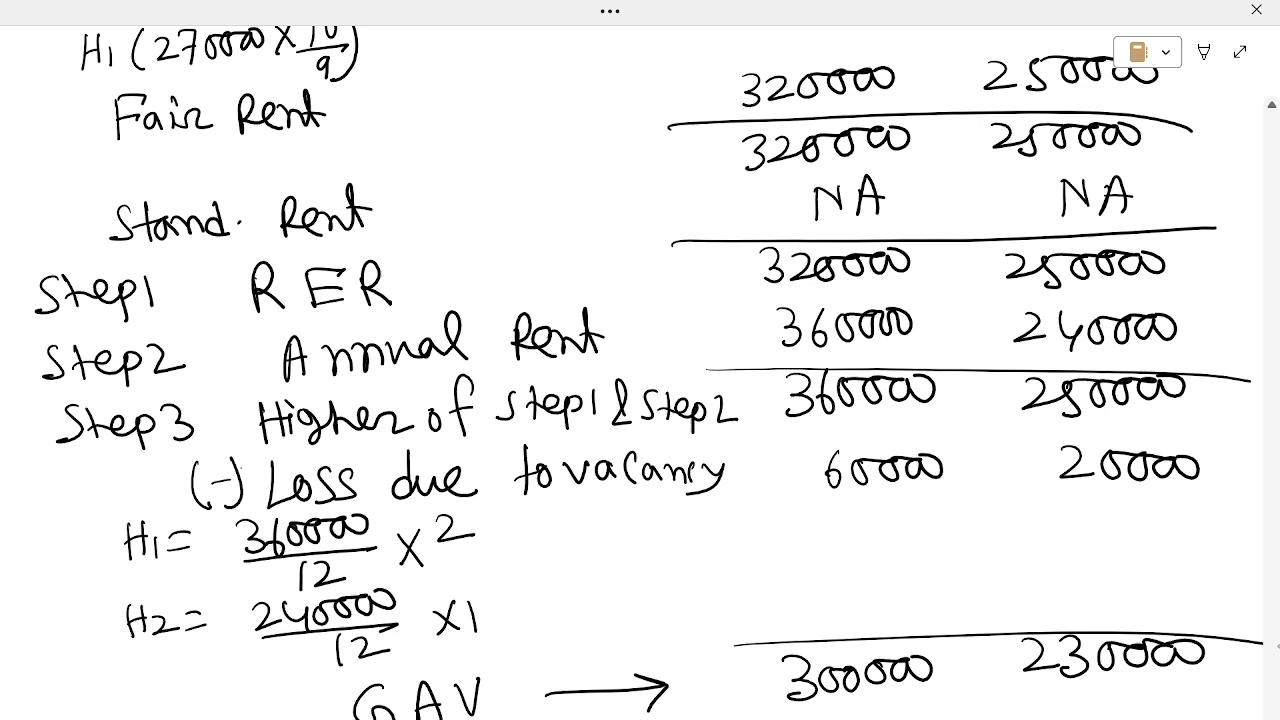 H1 (270000 × 10/9)
Fair Rent 320000 250000
320000 250000
Stand. Rent NA NA
Step1 RER 320000 250000
Step2 Annual Rent 360000 240000
Step3 Higher of Step1 & Step2 360000 250000
(-) Loss due to vacancy 60000 20000
H1 = 360000/12 × 2
H2 = 240000/12 ×1
GAV → 300000 230000